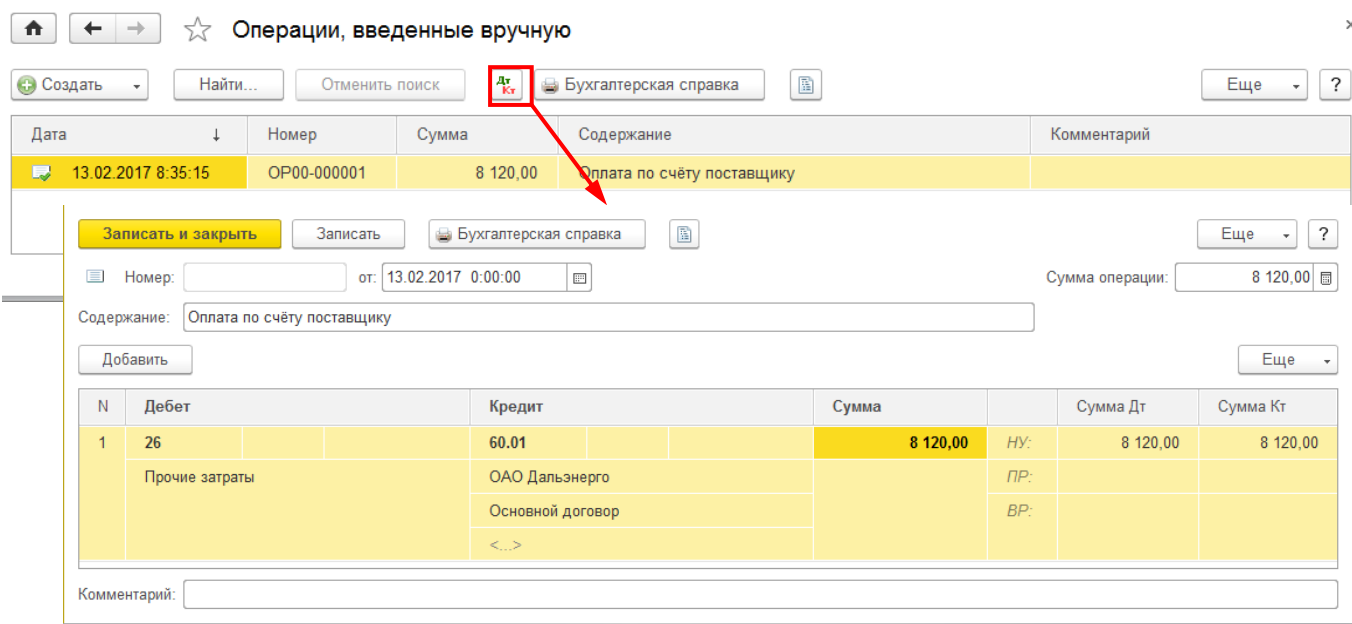 Операции, введенные вручную
Создать Найти... Отменить поиск Дт Кт Бухгалтерская справка Еще ?
Дата ↓ Номер Сумма Содержание Комментарий
13.02.2017 8:35:15 ОР00-000001 8 120,00 Оплата по счёту поставщику
Записать и закрыть Записать Бухгалтерская справка Еще ?
Номер: от: 13.02.2017 0:00:00 Сумма операции: 8 120,00
Содержание: Оплата по счёту поставщику
Добавить Еще
N Дебет Кредит Сумма Сумма Дт Сумма Кт
1 26 60.01 8 120,00 НУ: 8 120,00 8 120,00
Прочие затраты ОАО Дальэнерго ПР:
Основной договор ВР:
<...>
Комментарий: